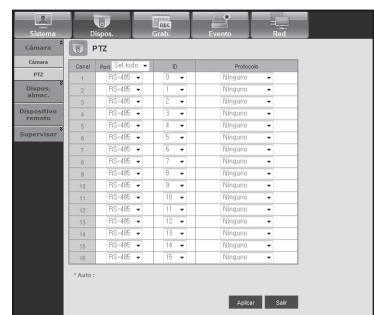 Sistema Dispos. Grab. Evento Red
REC
Cámara
Cámara
PTZ
Dispos. almac.
Dispositivo remoto
Supervisar
PTZ
Canal Port Sel.todo ID Protocolo
1 RS-485 0 Ninguno
2 RS-485 1 Ninguno
3 RS-485 2 Ninguno
4 RS-485 3 Ninguno
5 RS-485 4 Ninguno
6 RS-485 5 Ninguno
7 RS-485 6 Ninguno
8 RS-485 7 Ninguno
9 RS-485 8 Ninguno
10 RS-485 9 Ninguno
11 RS-485 10 Ninguno
12 RS-485 11 Ninguno
13 RS-485 12 Ninguno
14 RS-485 13 Ninguno
15 RS-485 14 Ninguno
16 RS-485 15 Ninguno
* Auto :
Aplicar Salir